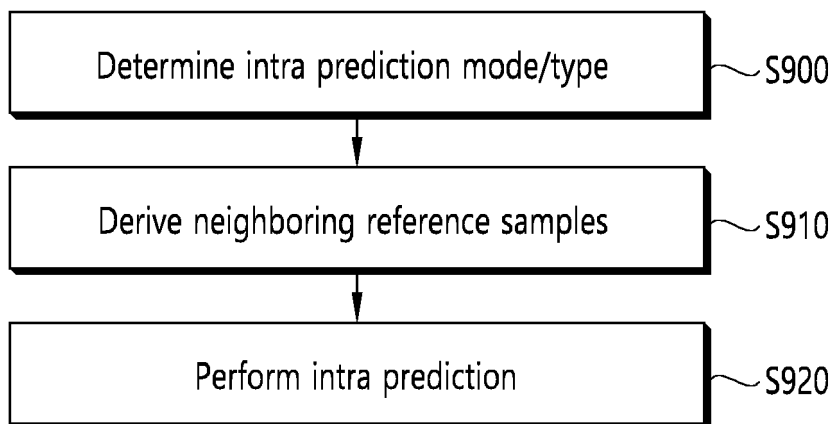 Determine intra prediction mode/type S900
Derive neighboring reference samples S910
Perform intra prediction S920